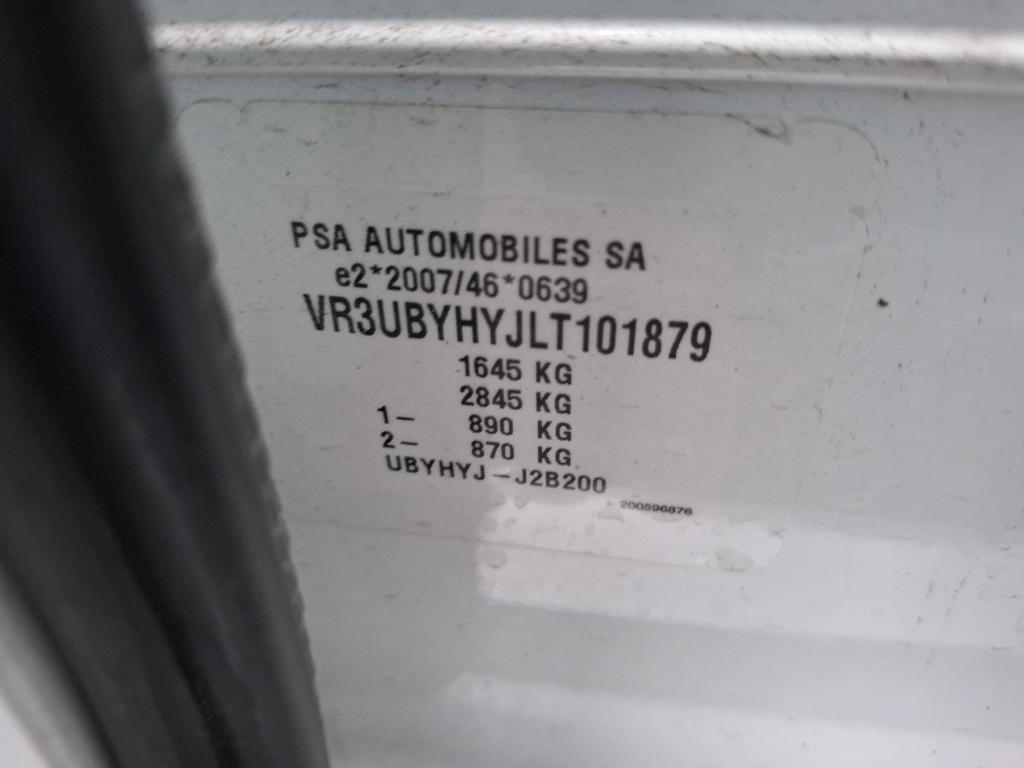 PSA AUTOMOBILES SA
e2*2007/46*0639
VR3UBYHYJLT101879
1645 KG
2845 KG
1- 890 KG
2- 870 KG
UBYHYJ-J2B200
200596876